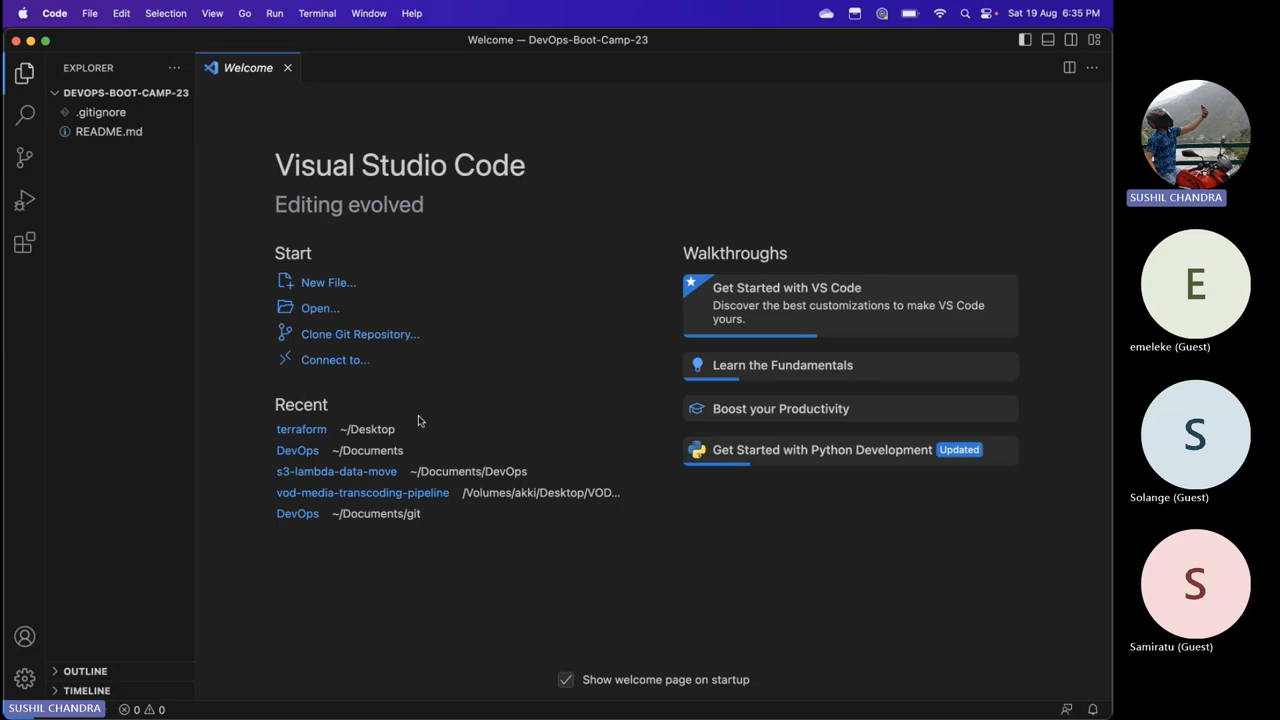 Code File Edit Selection View Go Run Terminal Window Help Sat 19 Aug 6:35 PM
Welcome — DevOps-Boot-Camp-23
EXPLORER
DEVOPS-BOOT-CAMP-23
.gitignore
README.md
OUTLINE
TIMELINE
Welcome
Visual Studio Code
Editing evolved
Start
New File...
Open...
Clone Git Repository...
Connect to...
Recent
terraform ~/Desktop
DevOps ~/Documents
s3-lambda-data-move ~/Documents/DevOps
vod-media-transcoding-pipeline /Volumes/akki/Desktop/VOD...
DevOps ~/Documents/git
Walkthroughs
Get Started with VS Code
Discover the best customizations to make VS Code
yours.
Learn the Fundamentals
Boost your Productivity
Get Started with Python Development Updated
Show welcome page on startup
SUSHIL CHANDRA 0 0
SUSHIL CHANDRA
E
emeleke (Guest)
S
Solange (Guest)
S
Samiratu (Guest)